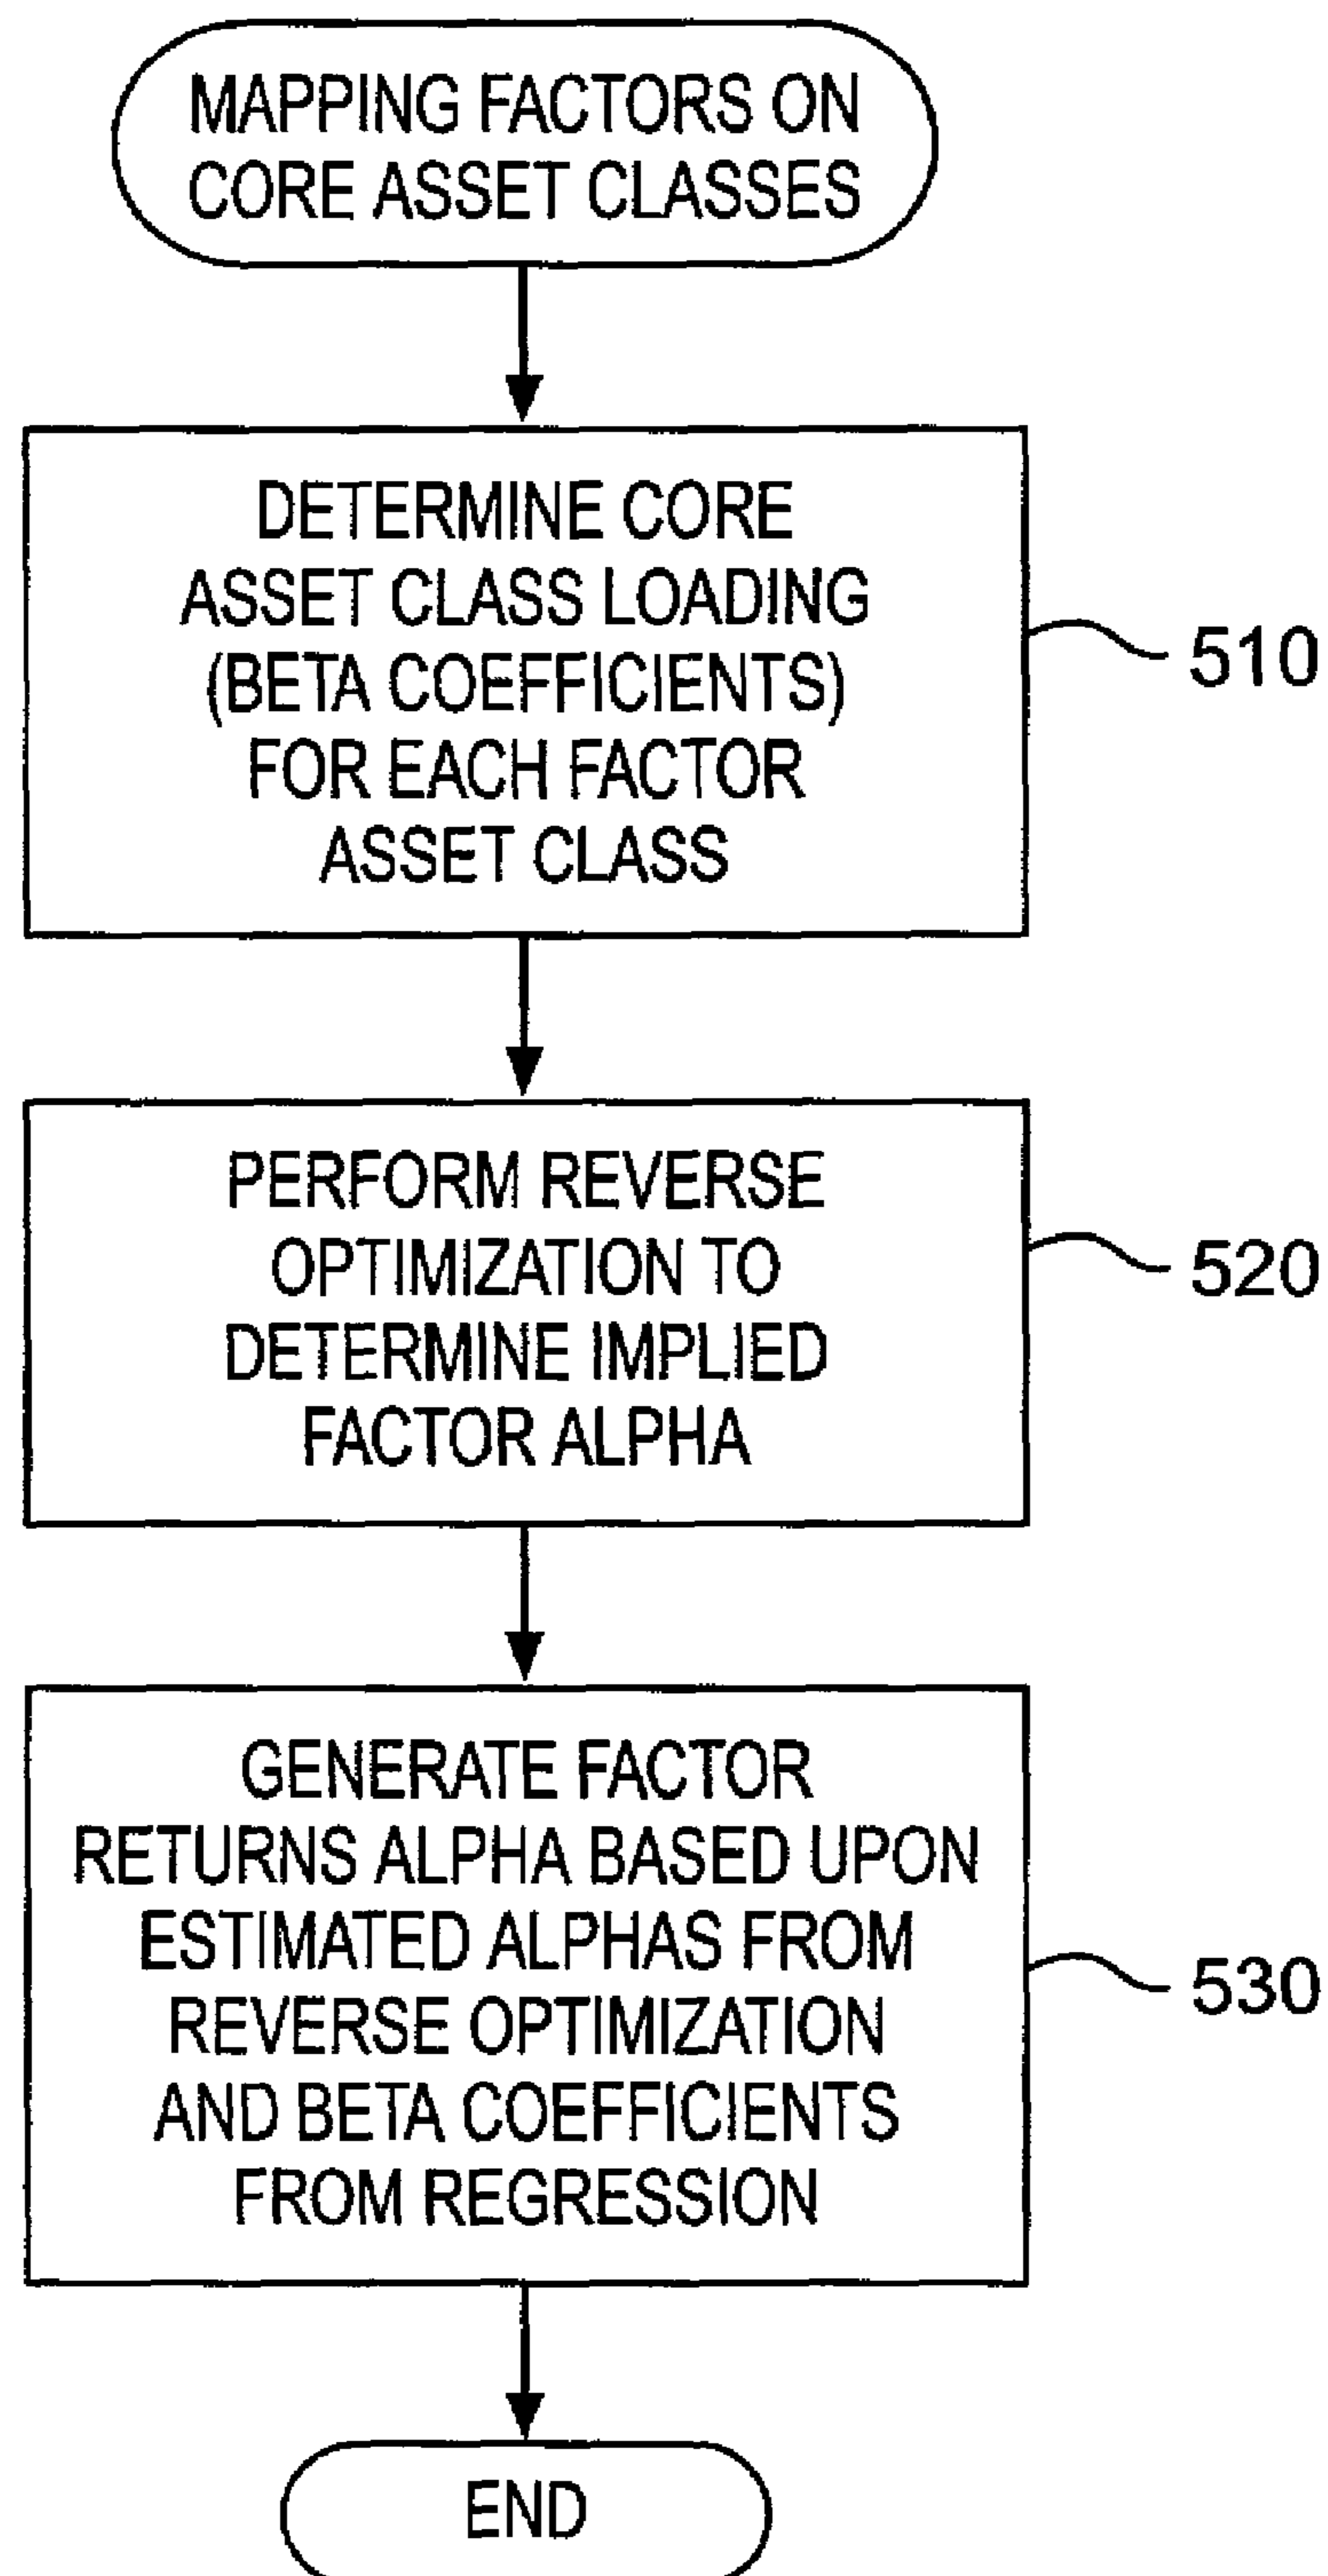 MAPPING FACTORS ON
CORE ASSET CLASSES
DETERMINE CORE
ASSET CLASS LOADING
(BETA COEFFICIENTS)
FOR EACH FACTOR
ASSET CLASS
510
PERFORM REVERSE
OPTIMIZATION TO
DETERMINE IMPLIED
FACTOR ALPHA
520
GENERATE FACTOR
RETURNS ALPHA BASED UPON
ESTIMATED ALPHAS FROM
REVERSE OPTIMIZATION
AND BETA COEFFICIENTS
FROM REGRESSION
530
END